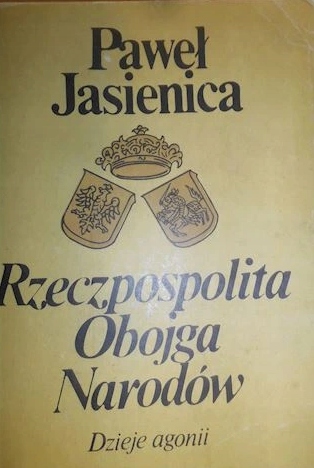 Paweł
Jasienica
Rzeczpospolita
Obojga
Narodów
Dzieje agonii